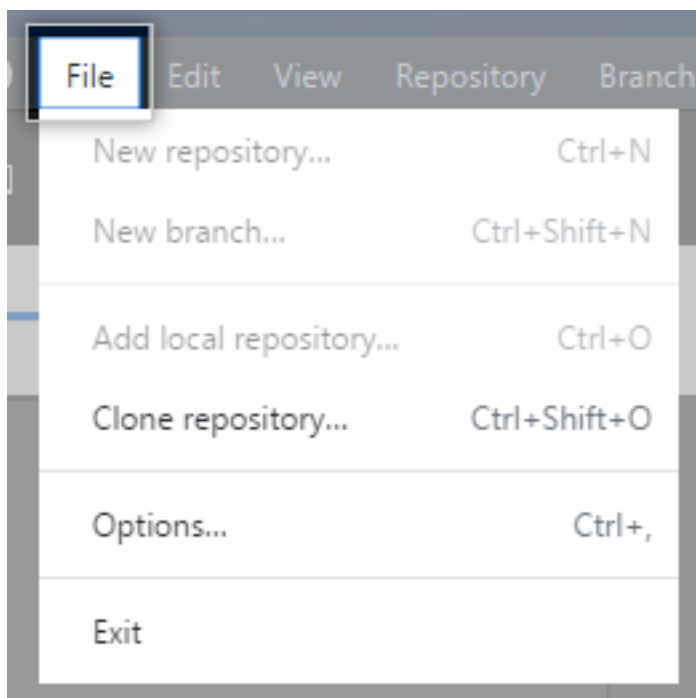 File Edit View Repository Branch
New repository... Ctrl+N
New branch... Ctrl+Shift+N
Add local repository... Ctrl+O
Clone repository... Ctrl+Shift+O
Options... Ctrl+,
Exit